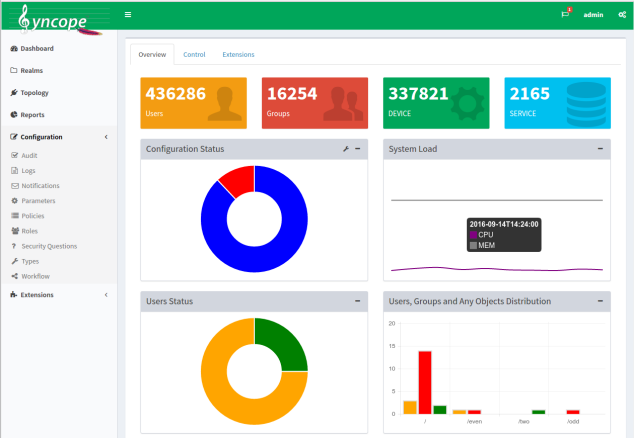 Syncope
1
admin
Dashboard
Realms
Topology
Reports
Configuration
Audit
Logs
Notifications
Parameters
Policies
Roles
Security Questions
Types
Workflow
Extensions
Overview Control Extensions
436286
Users
16254
Groups
337821
DEVICE
2165
SERVICE
Configuration Status
System Load
2016-09-14T14:24:00
CPU
MEM
Users Status
Users, Groups and Any Objects Distribution
20
15
10
5
0
/ /even /two /odd